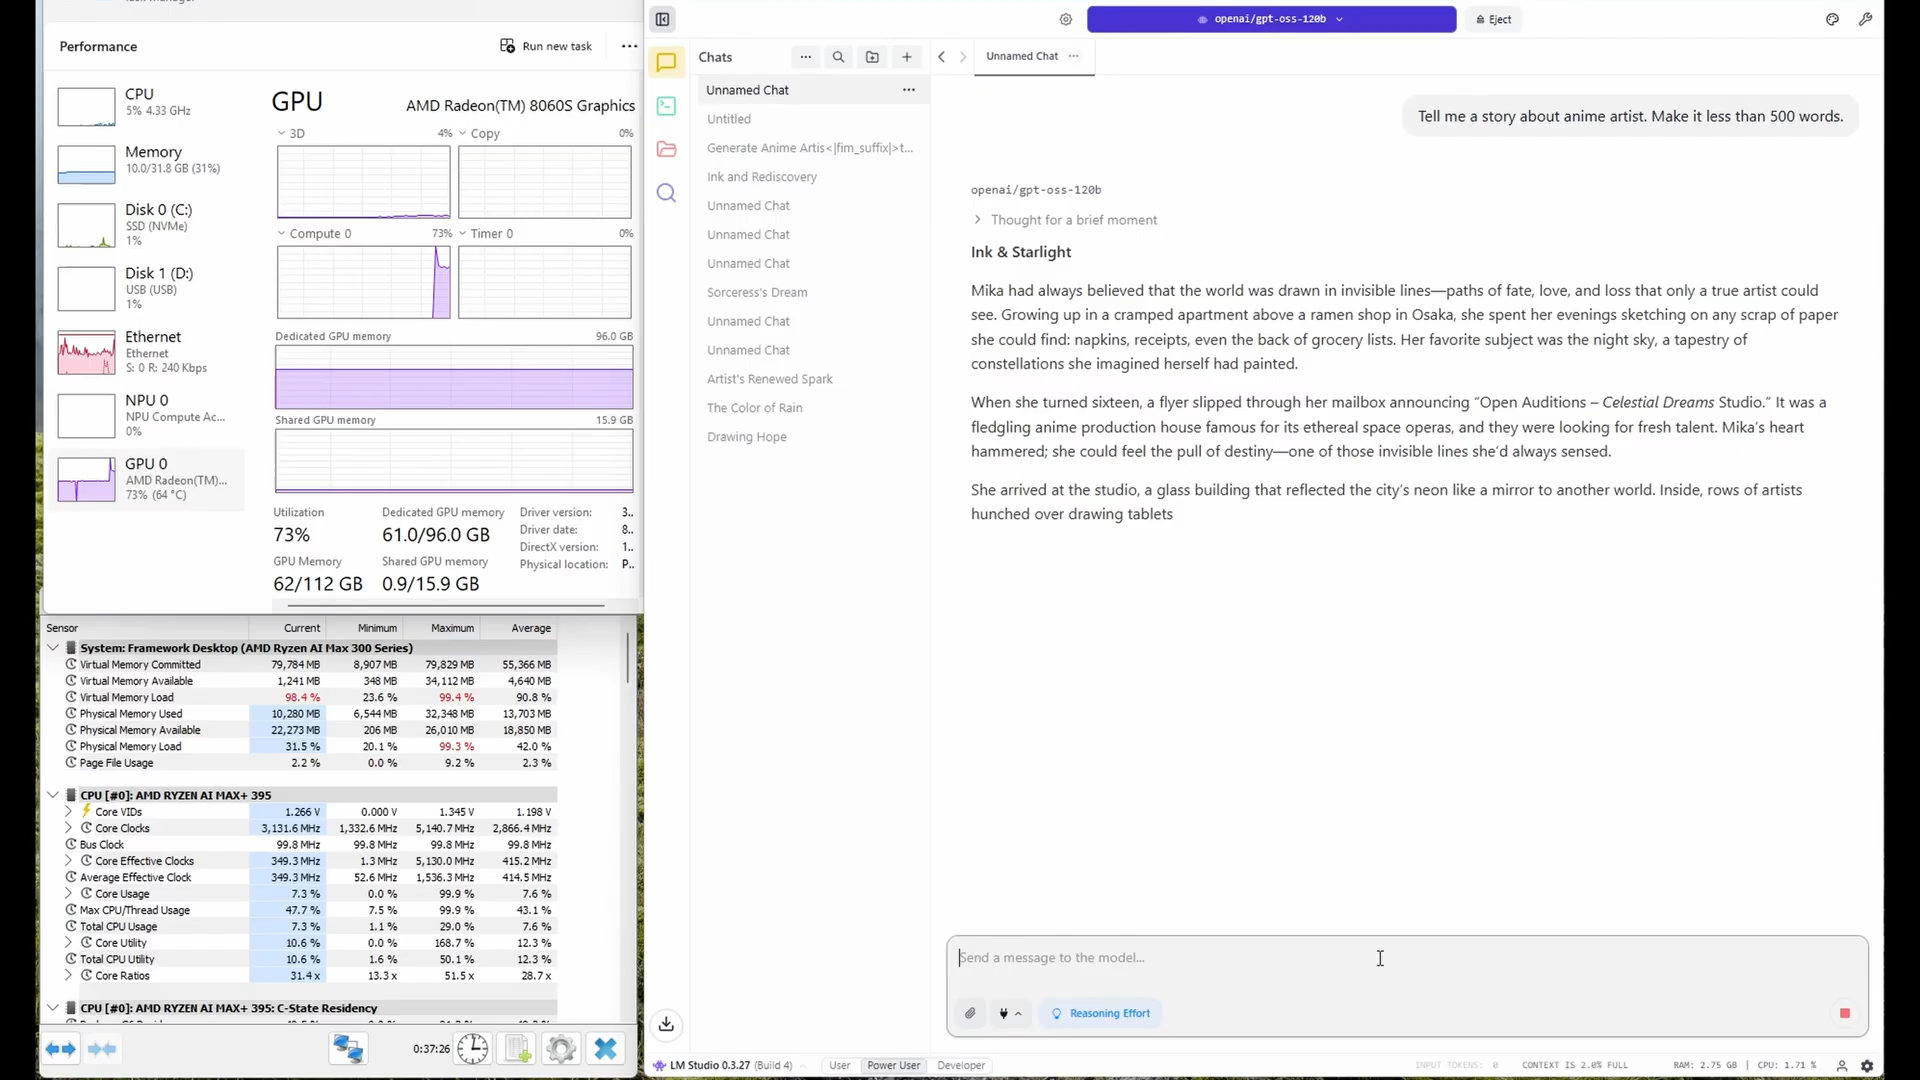 Performance
Run new task
CPU
5% 4.33 GHz
Memory
10.0/31.8 GB (31%)
Disk 0 (C:)
SSD (NVMe)
1%
Disk 1 (D:)
USB (USB)
1%
Ethernet
Ethernet
S: 0 R: 240 Kbps
NPU 0
NPU Compute Ac...
0%
GPU 0
AMD Radeon(TM)...
73% (64 °C)
GPU
AMD Radeon(TM) 8060S Graphics
3D 4% Copy 0%
Compute 0 73% Timer 0 0%
Dedicated GPU memory 96.0 GB
Shared GPU memory 15.9 GB
Utilization
73%
Dedicated GPU memory
61.0/96.0 GB
GPU Memory
62/112 GB
Shared GPU memory
0.9/15.9 GB
Driver version: 3..
Driver date: 8..
DirectX version: 1..
Physical location: P..
Sensor Current Minimum Maximum Average
System: Framework Desktop (AMD Ryzen AI Max 300 Series)
Virtual Memory Committed 79,784 MB 8,907 MB 79,829 MB 55,366 MB
Virtual Memory Available 1,241 MB 348 MB 34,112 MB 4,640 MB
Virtual Memory Load 98.4 % 23.6 % 99.4 % 90.8 %
Physical Memory Used 10,280 MB 6,544 MB 32,348 MB 13,703 MB
Physical Memory Available 22,273 MB 206 MB 26,010 MB 18,850 MB
Physical Memory Load 31.5 % 20.1 % 99.3 % 42.0 %
Page File Usage 2.2 % 0.0 % 9.2 % 2.3 %
CPU [#0]: AMD RYZEN AI MAX+ 395
Core VIDs 1.266 V 0.000 V 1.345 V 1.198 V
Core Clocks 3,131.6 MHz 1,332.6 MHz 5,140.7 MHz 2,866.4 MHz
Bus Clock 99.8 MHz 99.8 MHz 99.8 MHz 99.8 MHz
Core Effective Clocks 349.3 MHz 1.3 MHz 5,130.0 MHz 415.2 MHz
Average Effective Clock 349.3 MHz 52.6 MHz 1,536.3 MHz 414.5 MHz
Core Usage 7.3 % 0.0 % 99.9 % 7.6 %
Max CPU/Thread Usage 47.7 % 7.5 % 99.9 % 43.1 %
Total CPU Usage 7.3 % 1.1 % 29.0 % 7.6 %
Core Utility 10.6 % 0.0 % 168.7 % 12.3 %
Total CPU Utility 10.6 % 1.6 % 50.1 % 12.3 %
Core Ratios 31.4 x 13.3 x 51.5 x 28.7 x
CPU [#0]: AMD RYZEN AI MAX+ 395: C-State Residency
0:37:26
openai/gpt-oss-120b
Eject
Chats
Unnamed Chat
Unnamed Chat
Untitled
Generate Anime Artis<|fim_suffix|>t...
Ink and Rediscovery
Unnamed Chat
Unnamed Chat
Unnamed Chat
Sorceress's Dream
Unnamed Chat
Unnamed Chat
Artist's Renewed Spark
The Color of Rain
Drawing Hope
Tell me a story about anime artist. Make it less than 500 words.
openai/gpt-oss-120b
Thought for a brief moment
Ink & Starlight
Mika had always believed that the world was drawn in invisible lines—paths of fate, love, and loss that only a true artist could
see. Growing up in a cramped apartment above a ramen shop in Osaka, she spent her evenings sketching on any scrap of paper
she could find: napkins, receipts, even the back of grocery lists. Her favorite subject was the night sky, a tapestry of
constellations she imagined herself had painted.
When she turned sixteen, a flyer slipped through her mailbox announcing “Open Auditions – Celestial Dreams Studio.” It was a
fledgling anime production house famous for its ethereal space operas, and they were looking for fresh talent. Mika’s heart
hammered; she could feel the pull of destiny—one of those invisible lines she’d always sensed.
She arrived at the studio, a glass building that reflected the city’s neon like a mirror to another world. Inside, rows of artists
hunched over drawing tablets
Send a message to the model...
Reasoning Effort
LM Studio 0.3.27 (Build 4)
User Power User Developer
INPUT TOKENS: 0 CONTEXT IS 2.0% FULL RAM: 2.75 GB | CPU: 1.71 %